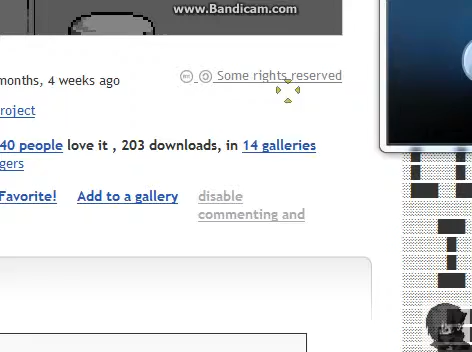 www.Bandicam.com
months, 4 weeks ago
Some rights reserved
roject
40 people love it , 203 downloads, in 14 galleries
gers
Favorite! Add to a gallery disable
commenting and